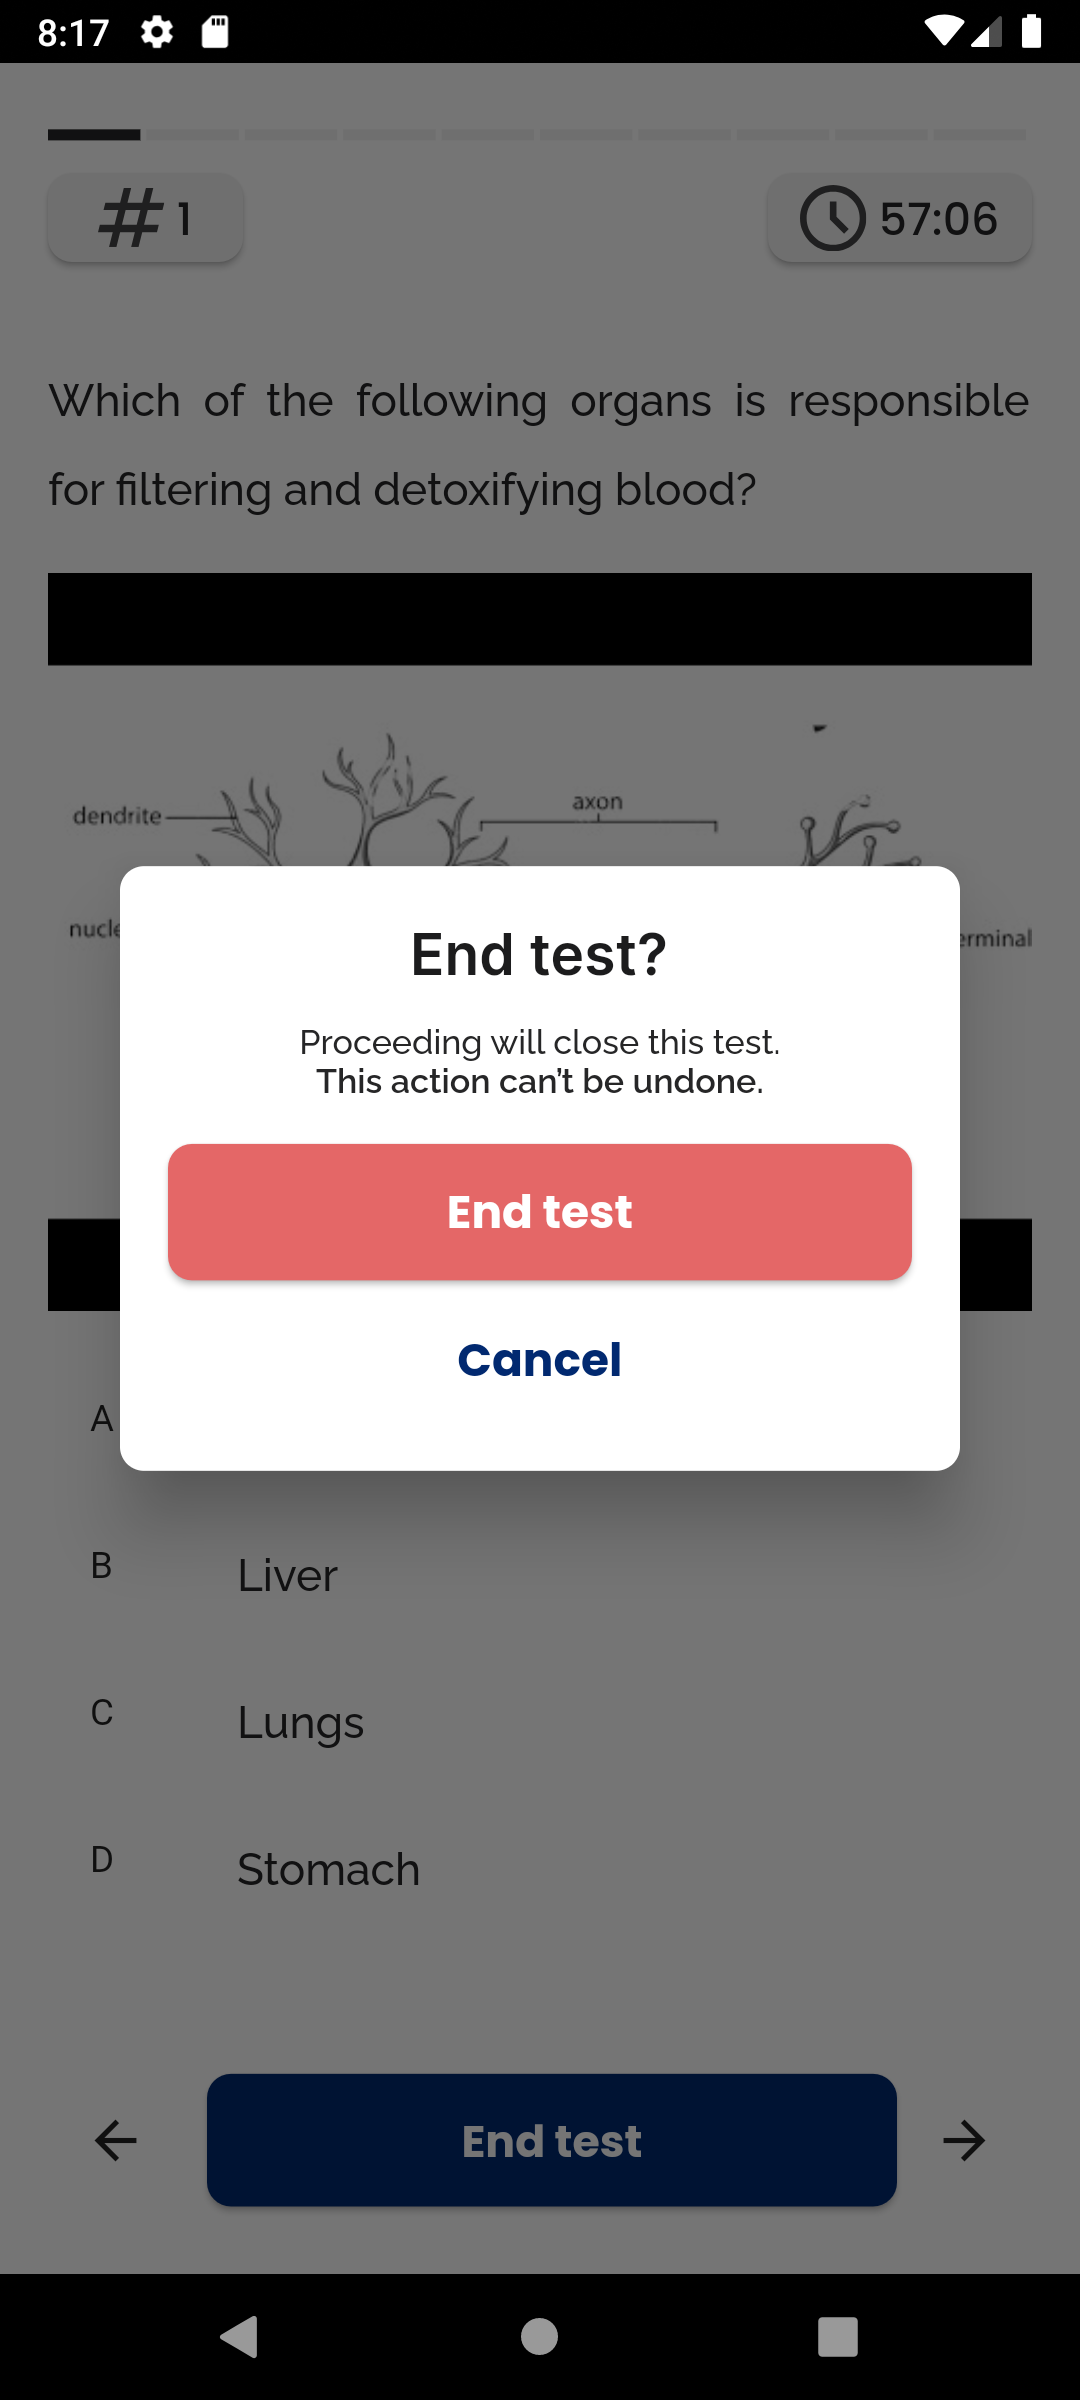 8:17
# 1
57:06
Which of the following organs is responsible
for filtering and detoxifying blood?
dendrite
axon
End test?
Proceeding will close this test.
This action can't be undone.
End test
Cancel
A
B Liver
C Lungs
D Stomach
End test